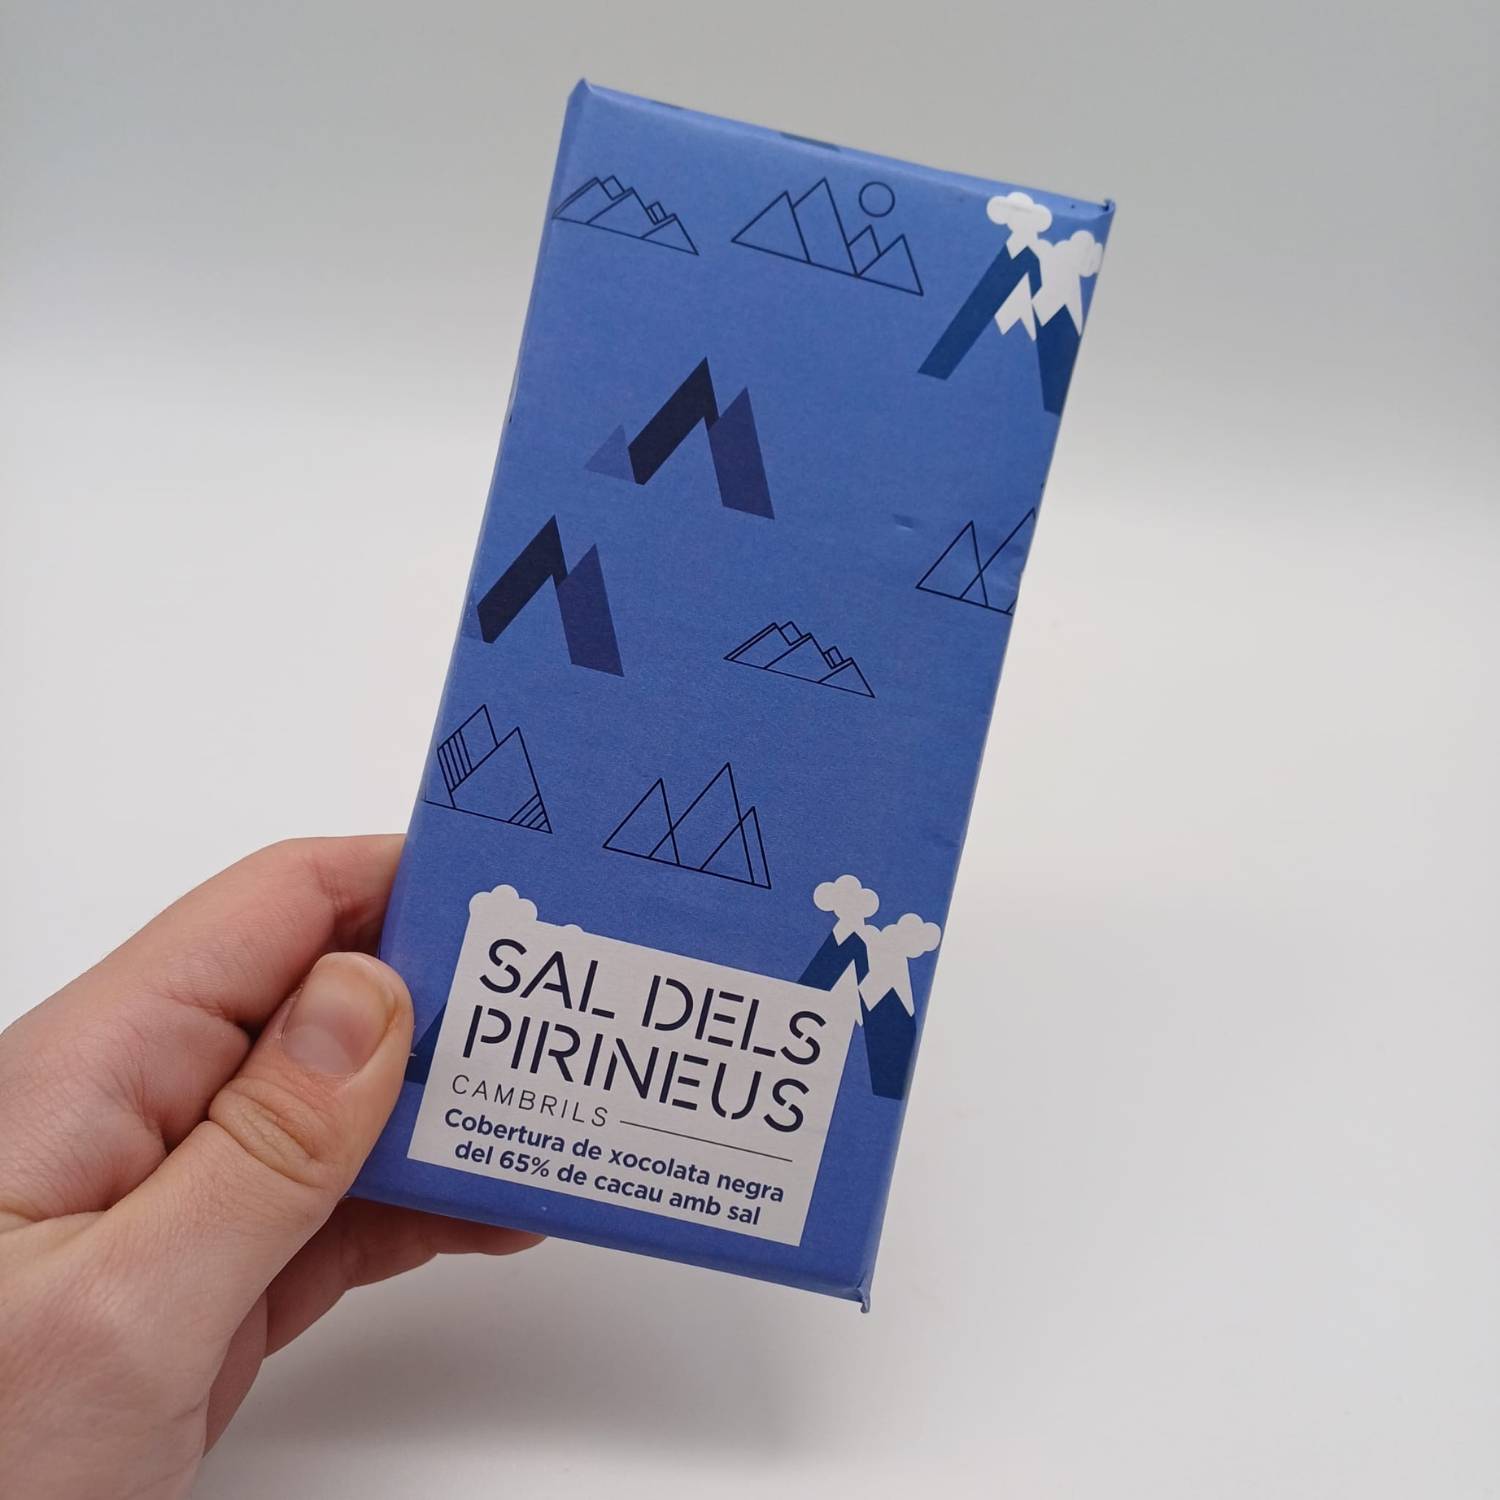 SAL DELS
PIRINEUS
CAMBRILS
Cobertura de xocolata negra
del 65% de cacau amb sal